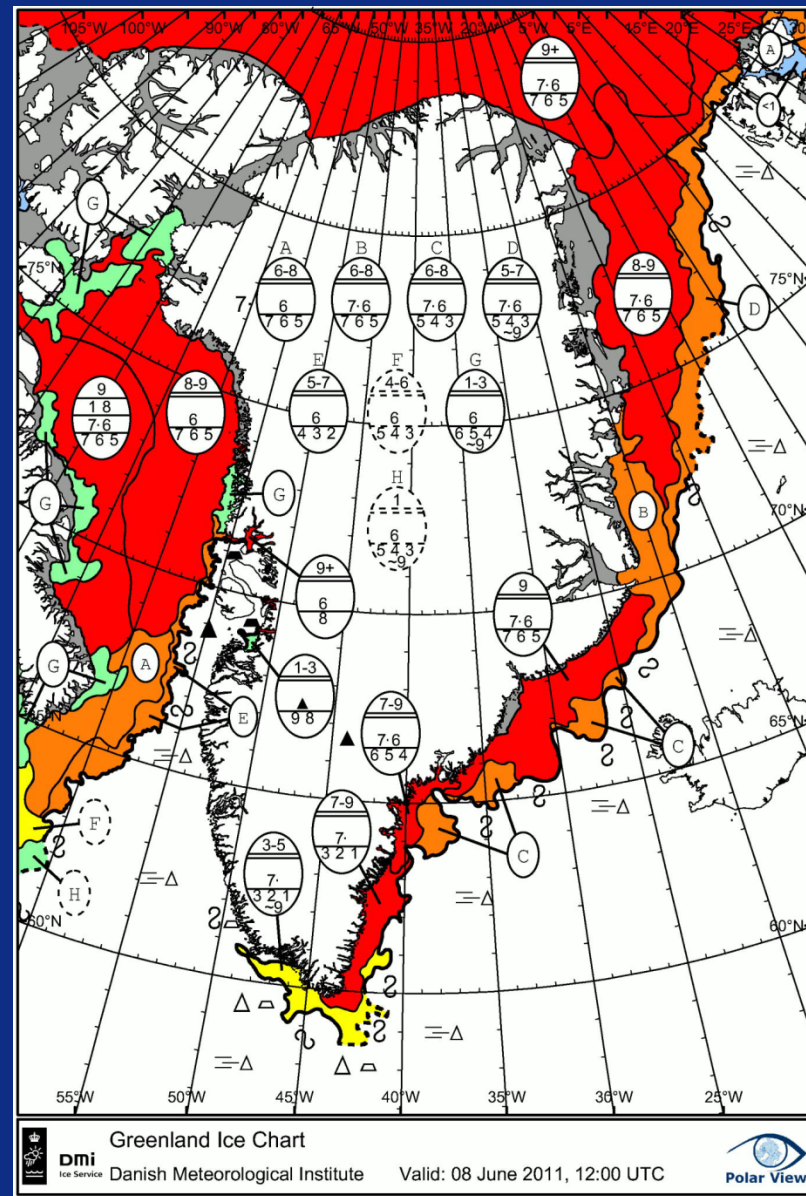 105°W 100°W 90°W 75°W 65°W 55°W 45°W 35°W 25°W 15°W 5°W 5°E 15°E 20°E 25°E
9+
7· 6
7 6 5
A
<1
G
75°N
A B C D
6-8 6-8 6-8 5-7
6 7· 6 7· 6 7· 6
7 6 5 7 6 5 5 4 3 5 4 3
~9
7
8-9
7· 6
7 6 5
75°N
D
E F G
5-7 4-6 1-3
6 6 6
4 3 2 5 4 3 6 5 4
~9
9
1 8
7· 6
7 6 5
8-9
6
7 6 5
H
1
6
5 4 3
~9
G
G
B
70°N
9+
6
8
9
7· 6
7 6 5
G
A
1-3
9 8
E
7-9
7· 6
6 5 4
C
65°N
65°N
F
7-9
7·
3 2 1
C
3-5
7·
3 2 1
~9
H
60°N
60°N
55°W 50°W 45°W 40°W 35°W 36°W 25°W
DMi
Ice Service
Greenland Ice Chart
Danish Meteorological Institute Valid: 08 June 2011, 12:00 UTC
Polar View